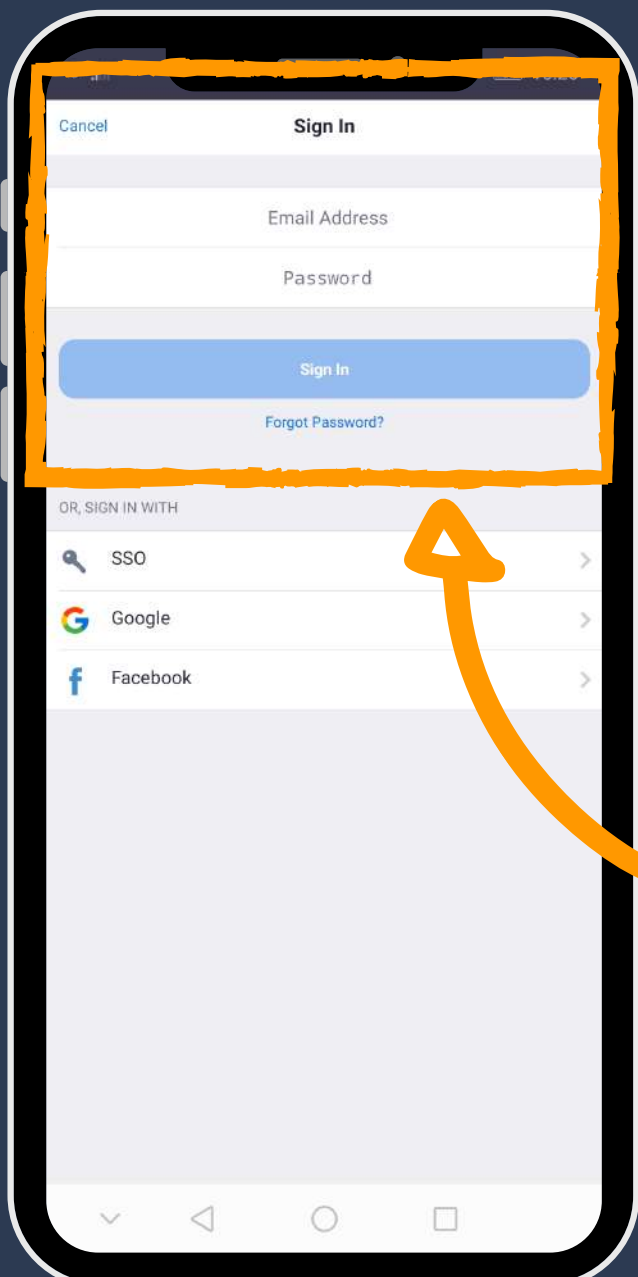 Cancel
Sign In
Email Address
Password
Sign In
Forgot Password?
OR, SIGN IN WITH
SSO
Google
Facebook